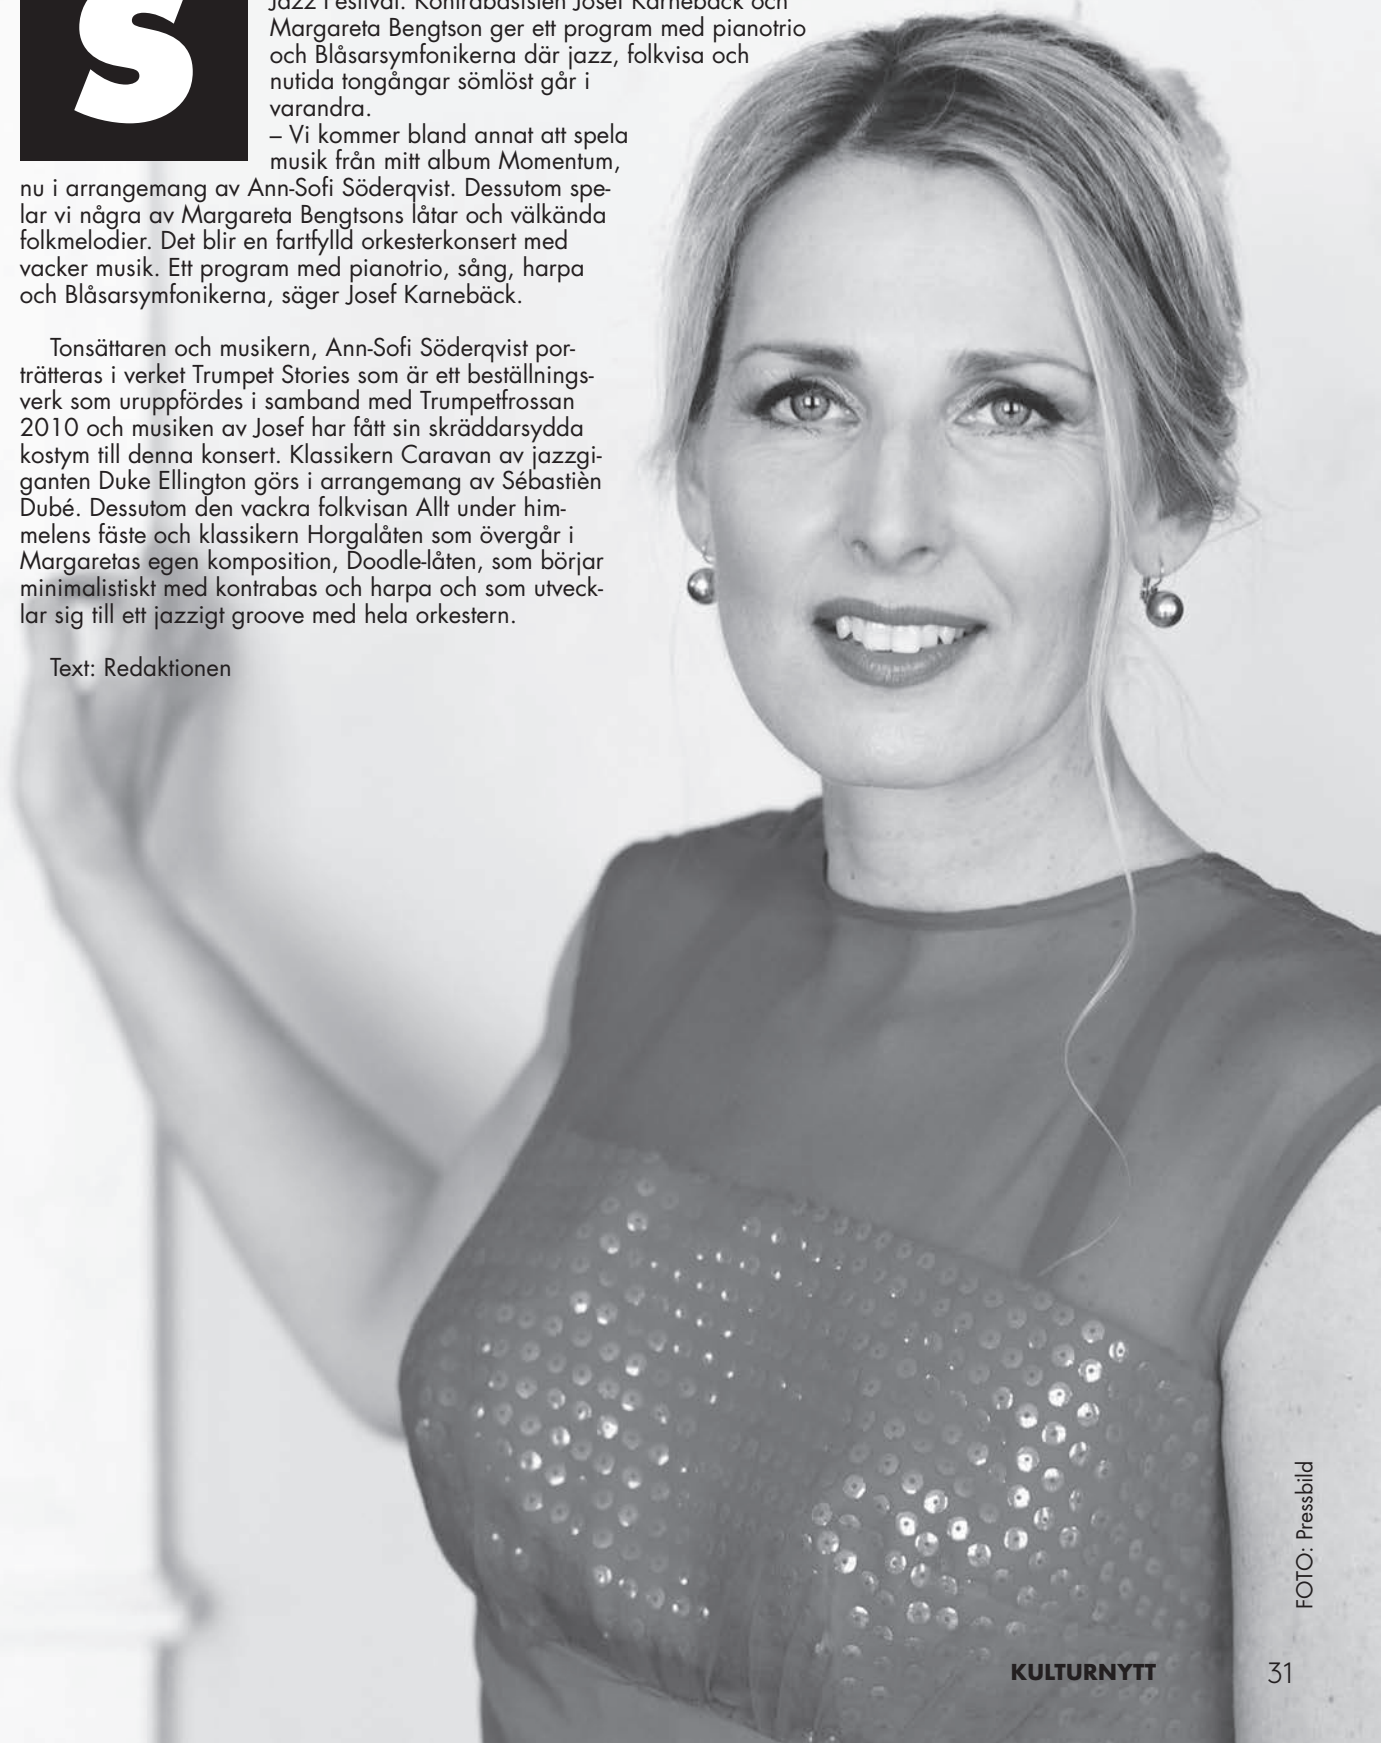 S
Jazz Festival. Kontrabasisten Josef Karnebäck och
Margareta Bengtson ger ett program med pianotrio
och Blåsarsymfonikerna där jazz, folkvisa och
nutida tongångar sömlöst går i
varandra.
– Vi kommer bland annat att spela
musik från mitt album Momentum,
nu i arrangemang av Ann-Sofi Söderqvist. Dessutom spe-
lar vi några av Margareta Bengtsons låtar och välkända
folkmelodier. Det blir en fartfylld orkesterkonsert med
vacker musik. Ett program med pianotrio, sång, harpa
och Blåsarsymfonikerna, säger Josef Karnebäck.
Tonsättaren och musikern, Ann-Sofi Söderqvist por-
trätteras i verket Trumpet Stories som är ett beställnings-
verk som uruppfördes i samband med Trumpetfrossan
2010 och musiken av Josef har fått sin skräddarsydda
kostym till denna konsert. Klassikern Caravan av jazzgi-
ganten Duke Ellington görs i arrangemang av Sébastièn
Dubé. Dessutom den vackra folkvisan Allt under him-
melens fäste och klassikern Horgalåten som övergår i
Margaretas egen komposition, Doodle-låten, som börjar
minimalistiskt med kontrabas och harpa och som utveck-
lar sig till ett jazzigt groove med hela orkestern.
Text: Redaktionen
FOTO: Pressbild
KULTURNYTT 31